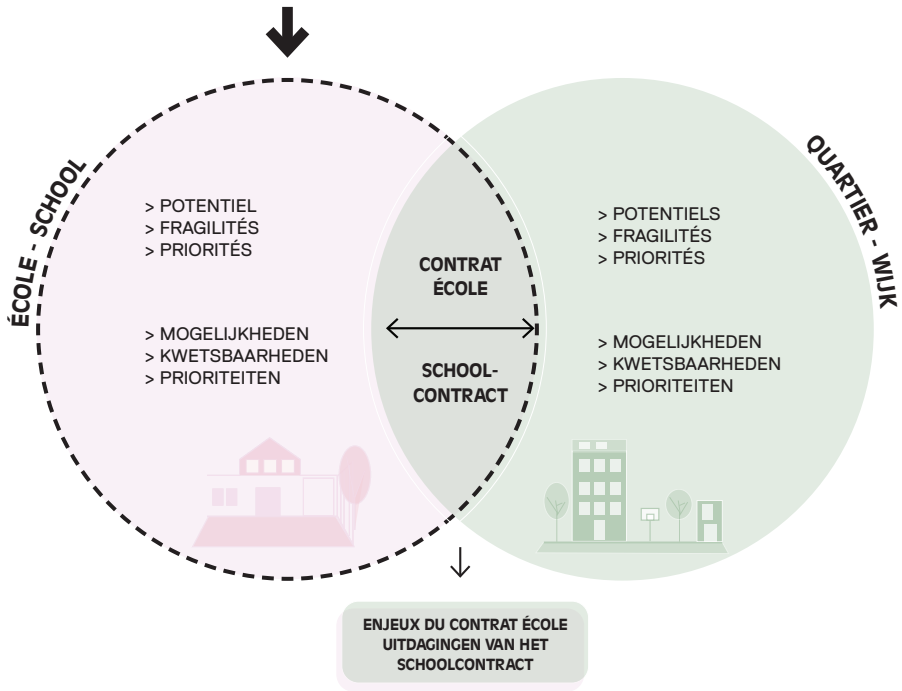 ÉCOLE - SCHOOL
> POTENTIEL
> FRAGILITÉS
> PRIORITÉS
> MOGELIJKHEDEN
> KWETSBAARHEDEN
> PRIORITEITEN
CONTRAT
ÉCOLE
SCHOOL-
CONTRACT
QUARTIER - WIJK
> POTENTIELS
> FRAGILITÉS
> PRIORITÉS
> MOGELIJKHEDEN
> KWETSBAARHEDEN
> PRIORITEITEN
ENJEUX DU CONTRAT ÉCOLE
UITDAGINGEN VAN HET
SCHOOLCONTRACT